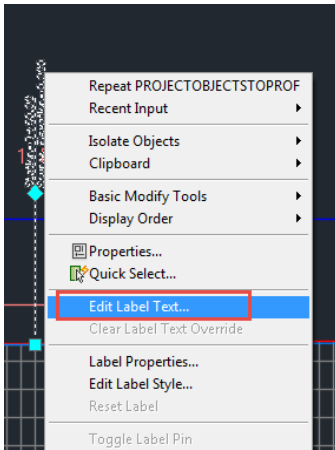 Repeat PROJECTOBJECTSTOPROF
Recent Input
Isolate Objects
Clipboard
Basic Modify Tools
Display Order
Properties...
Quick Select...
Edit Label Text...
Clear Label Text Override
Label Properties...
Edit Label Style...
Reset Label
Toggle Label Pin